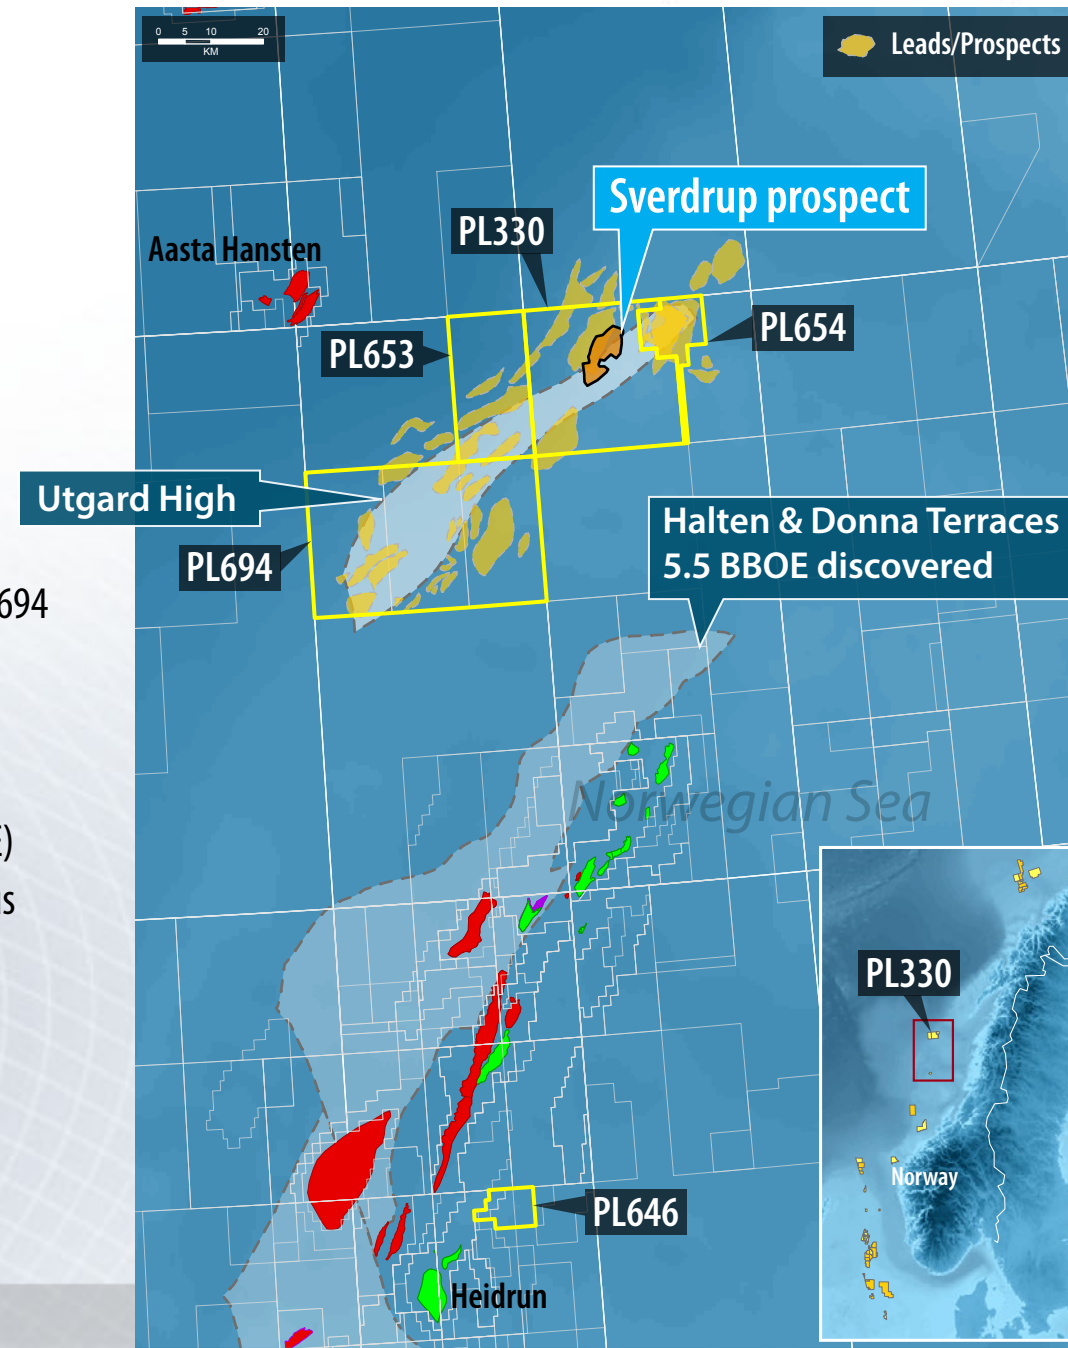 0 5 10 20
KM
Leads/Prospects
Sverdrup prospect
PL330
Aasta Hansten
PL654
PL653
Utgard High
Halten & Donna Terraces
5.5 BBOE discovered
PL694
694
Norwegian Sea
E)
PL330
Norway
PL646
Heidrun